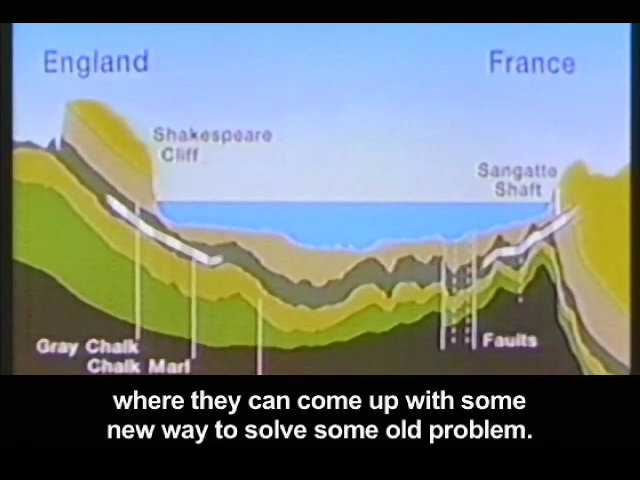 England
France
Shakespeare
Cliff
Sangatte
Shaft
Gray Chalk
Chalk Marl
Faults
where they can come up with some
new way to solve some old problem.